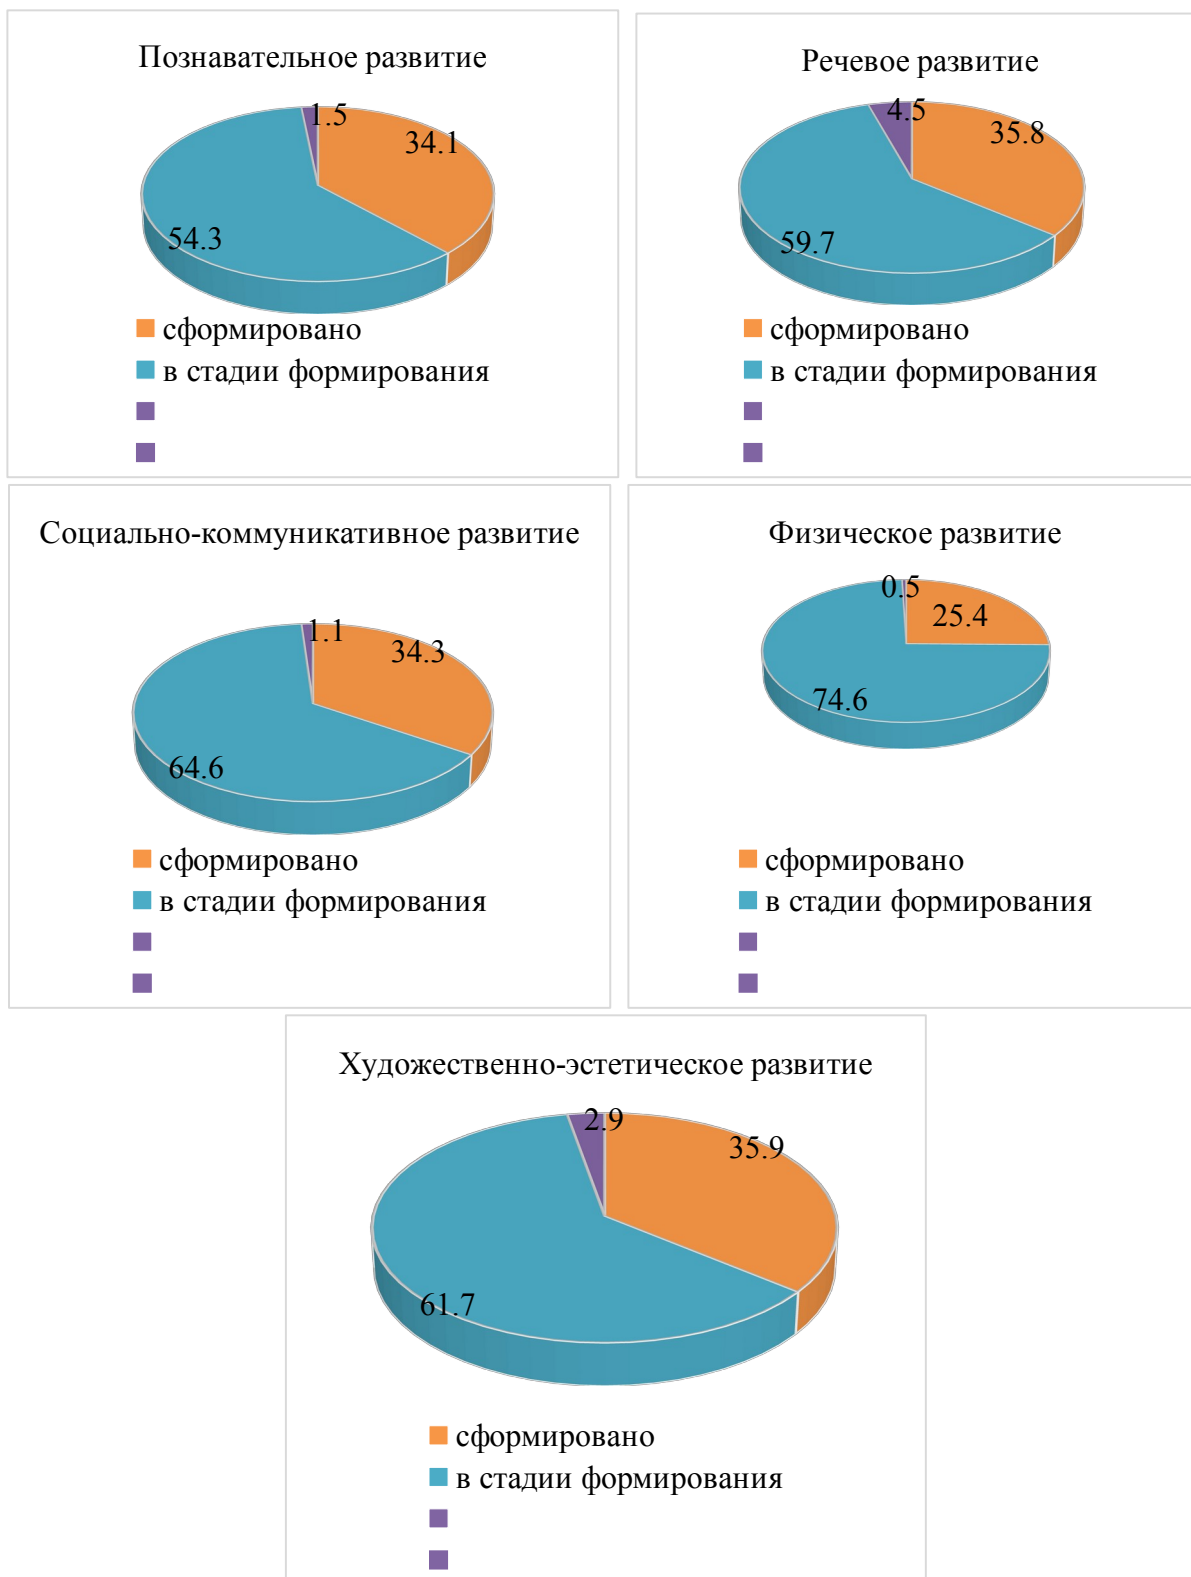 Познавательное развитие
1.5
34.1
54.3
сформировано
в стадии формирования
Речевое развитие
4.5
35.8
59.7
сформировано
в стадии формирования
Социально-коммуникативное развитие
1.1
34.3
64.6
сформировано
в стадии формирования
Физическое развитие
0.5
25.4
74.6
сформировано
в стадии формирования
Художественно-эстетическое развитие
2.9
35.9
61.7
сформировано
в стадии формирования